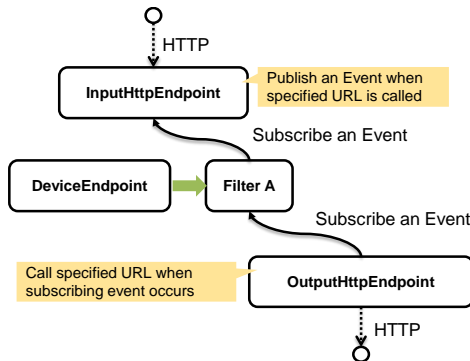 HTTP
InputHttpEndpoint
Publish an Event when
specified URL is called
Subscribe an Event
DeviceEndpoint
Filter A
Subscribe an Event
Call specified URL when
subscribing event occurs
OutputHttpEndpoint
HTTP